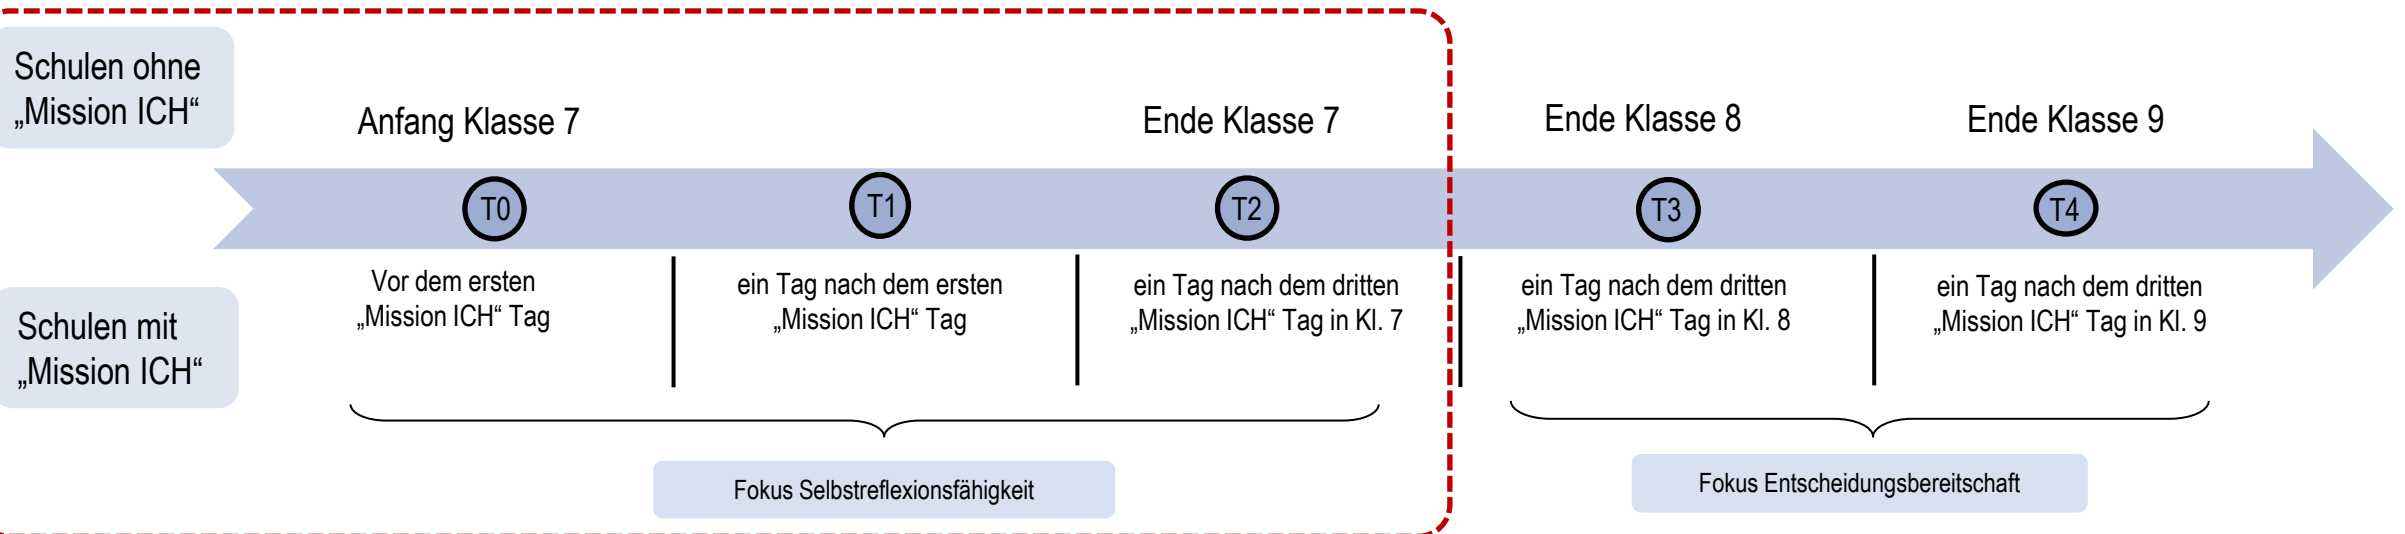 Schulen ohne
„Mission ICH“
Anfang Klasse 7
Ende Klasse 7
Ende Klasse 8
Ende Klasse 9
T0
T1
T2
T3
T4
Schulen mit
„Mission ICH“
Vor dem ersten
„Mission ICH“ Tag
ein Tag nach dem ersten
„Mission ICH“ Tag
ein Tag nach dem dritten
„Mission ICH“ Tag in Kl. 7
ein Tag nach dem dritten
„Mission ICH“ Tag in Kl. 8
ein Tag nach dem dritten
„Mission ICH“ Tag in Kl. 9
Fokus Selbstreflexionsfähigkeit
Fokus Entscheidungsbereitschaft